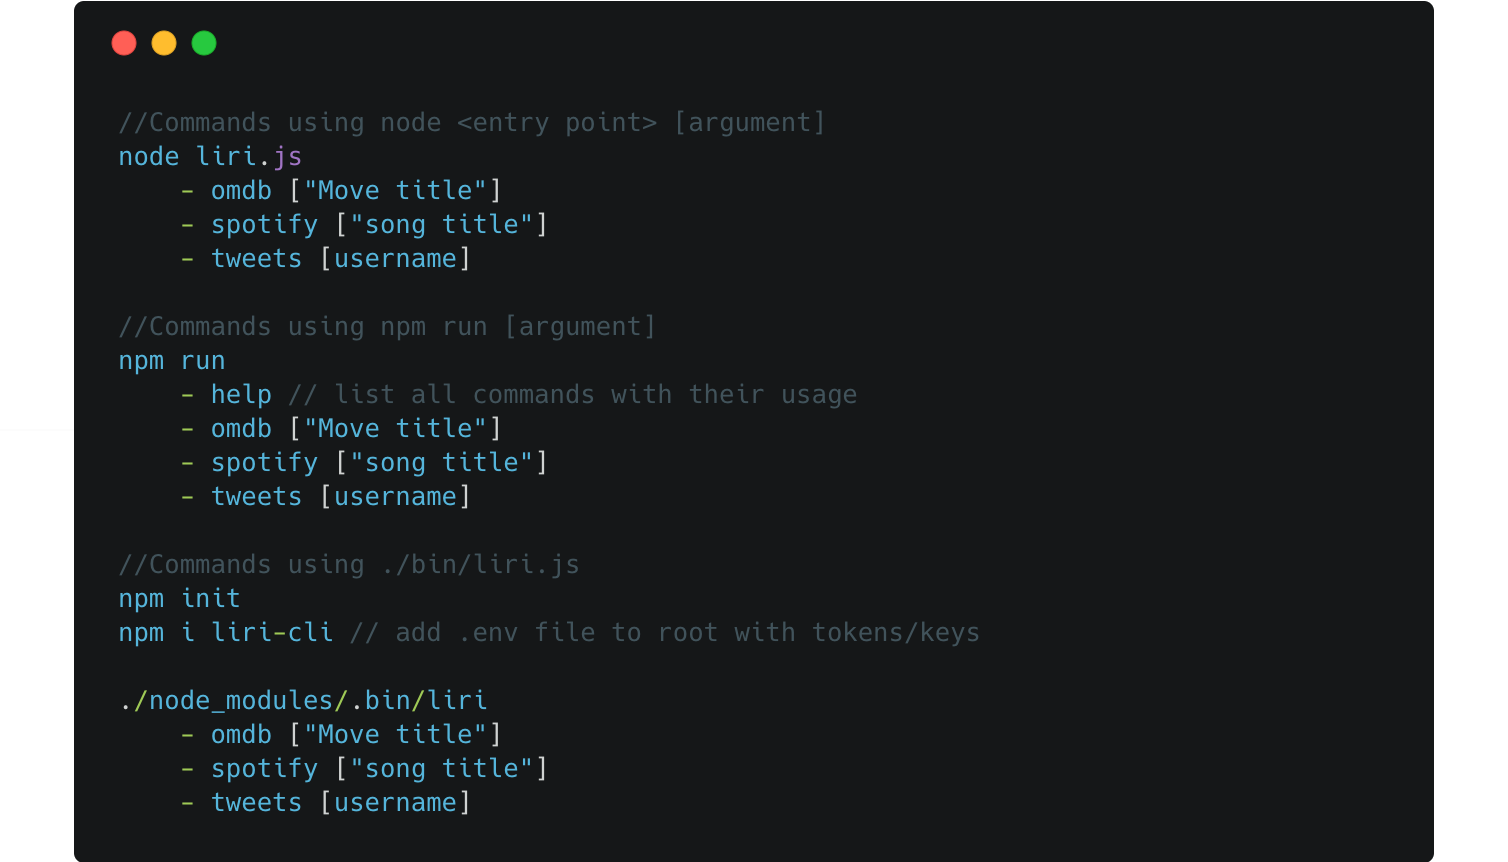 //Commands using node <entry point> [argument]
node liri.js
- omdb ["Move title"]
- spotify ["song title"]
- tweets [username]
//Commands using npm run [argument]
npm run
- help // list all commands with their usage
- omdb ["Move title"]
- spotify ["song title"]
- tweets [username]
//Commands using ./bin/liri.js
npm init
npm i liri-cli // add .env file to root with tokens/keys
./node_modules/.bin/liri
- omdb ["Move title"]
- spotify ["song title"]
- tweets [username]